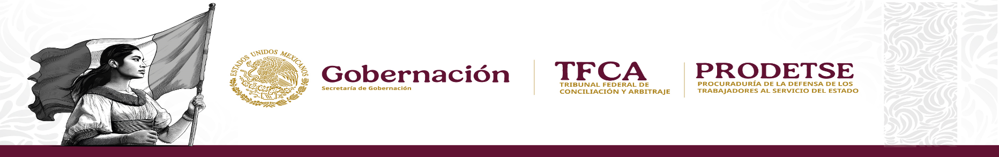 ESTADOS UNIDOS MEXICANOS
Gobernación
Secretaría de Gobernación
TFCA
TRIBUNAL FEDERAL DE
CONCILIACIÓN Y ARBITRAJE
PRODETSE
PROCURADURÍA DE LA DEFENSA DE LOS
TRABAJADORES AL SERVICIO DEL ESTADO